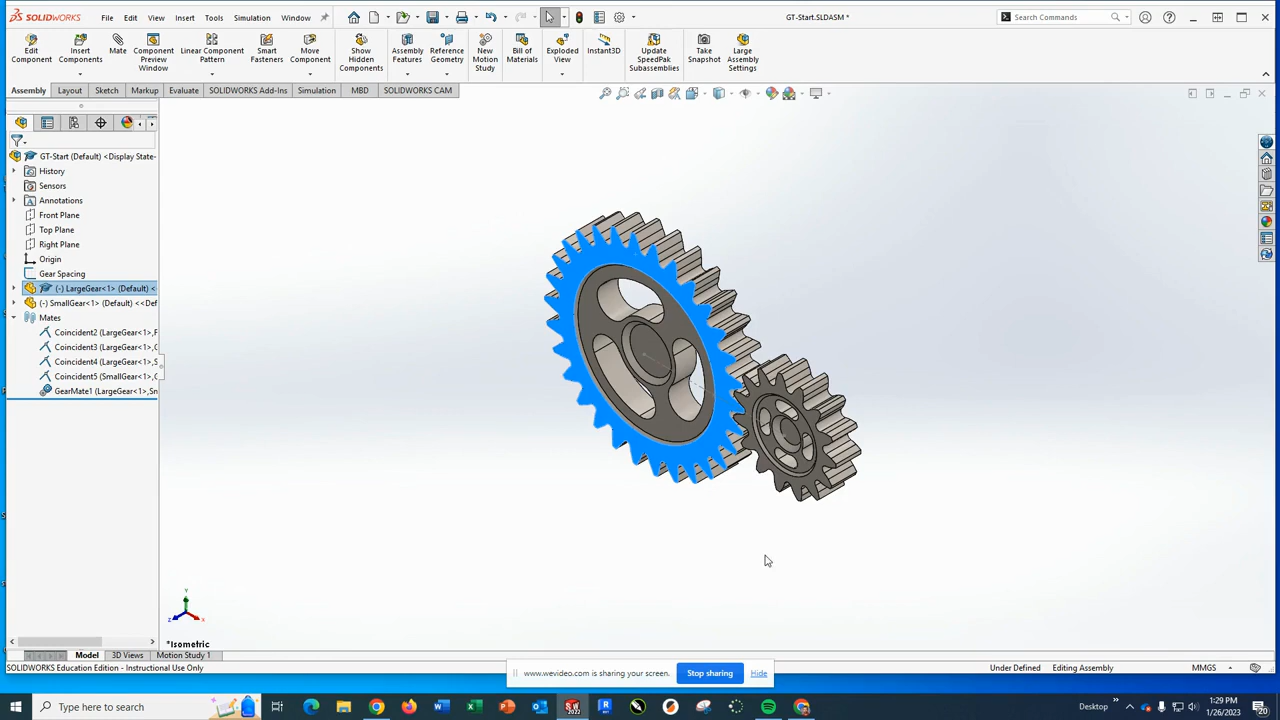 SOLIDWORKS File Edit View Insert Tools Simulation Window GT-Start.SLDASM * Search Commands
Edit Component
Insert Components
Mate
Component Preview Window
Linear Component Pattern
Smart Fasteners
Move Component
Show Hidden Components
Assembly Features
Reference Geometry
New Motion Study
Bill of Materials
Exploded View
Instant3D
Update SpeedPak Subassemblies
Take Snapshot
Large Assembly Settings
Assembly Layout Sketch Markup Evaluate SOLIDWORKS Add-Ins Simulation MBD SOLIDWORKS CAM
GT-Start (Default) <Display State-
History
Sensors
Annotations
Front Plane
Top Plane
Right Plane
Origin
Gear Spacing
(-) LargeGear<1> (Default) <
(-) SmallGear<1> (Default) <<Def
Mates
Coincident2 (LargeGear<1>,F
Coincident3 (LargeGear<1>,C
Coincident4 (LargeGear<1>,S
Coincident5 (SmallGear<1>,C
GearMate1 (LargeGear<1>,Sm
Y
Z X
*Isometric
Model 3D Views Motion Study 1
SOLIDWORKS Education Edition - Instructional Use Only Under Defined Editing Assembly MMGS
www.wevideo.com is sharing your screen. Stop sharing Hide
Type here to search
Desktop
1:29 PM
1/26/2023
20